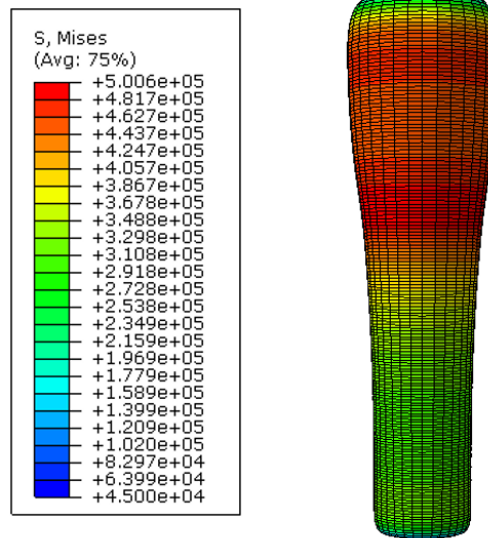 S, Mises
(Avg: 75%)
+5.006e+05
+4.817e+05
+4.627e+05
+4.437e+05
+4.247e+05
+4.057e+05
+3.867e+05
+3.678e+05
+3.488e+05
+3.298e+05
+3.108e+05
+2.918e+05
+2.728e+05
+2.538e+05
+2.349e+05
+2.159e+05
+1.969e+05
+1.779e+05
+1.589e+05
+1.399e+05
+1.209e+05
+1.020e+05
+8.297e+04
+6.399e+04
+4.500e+04